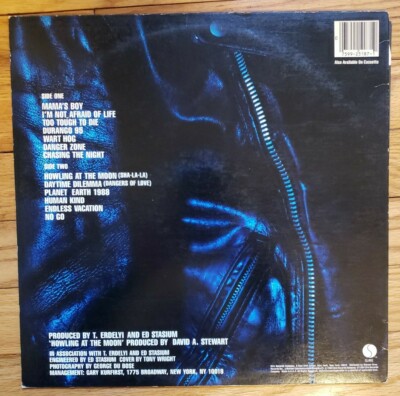 Also Available On Cassette
SIDE ONE
MAMA'S BOY
I'M NOT AFRAID OF LIFE
TOO TOUGH TO DIE
DURANGO 95
WART HOG
DANGER ZONE
CHASING THE NIGHT
SIDE TWO
HOWLING AT THE MOON (SHA-LA-LA)
DAYTIME DILEMMA (DANGERS OF LOVE)
PLANET EARTH 1988
HUMAN KIND
ENDLESS VACATION
NO GO
PRODUCED BY T. ERDELYI AND ED STASIUM
'HOWLING AT THE MOON' PRODUCED BY DAVID A. STEWART
IN ASSOCIATION WITH T. ERDELYI AND ED STASIUM
ENGINEERED BY ED STASIUM COVER BY TONY WRIGHT
PHOTOGRAPHY BY GEORGE DU BOSE
MANAGEMENT: GARY KURFIRST, 1775 BROADWAY, NEW YORK, NY 10019